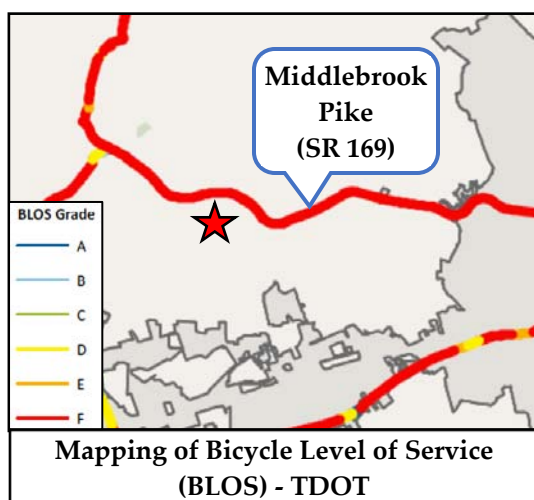 Middlebrook
Pike
(SR 169)
BLOS Grade
A
B
C
D
E
F
Mapping of Bicycle Level of Service
(BLOS) - TDOT